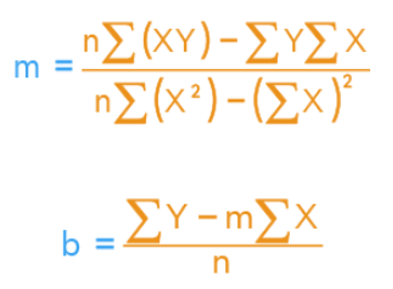 m = n∑(XY) - ∑Y∑X
n∑(X²) - (∑X)²
b = ∑Y - m∑X
n